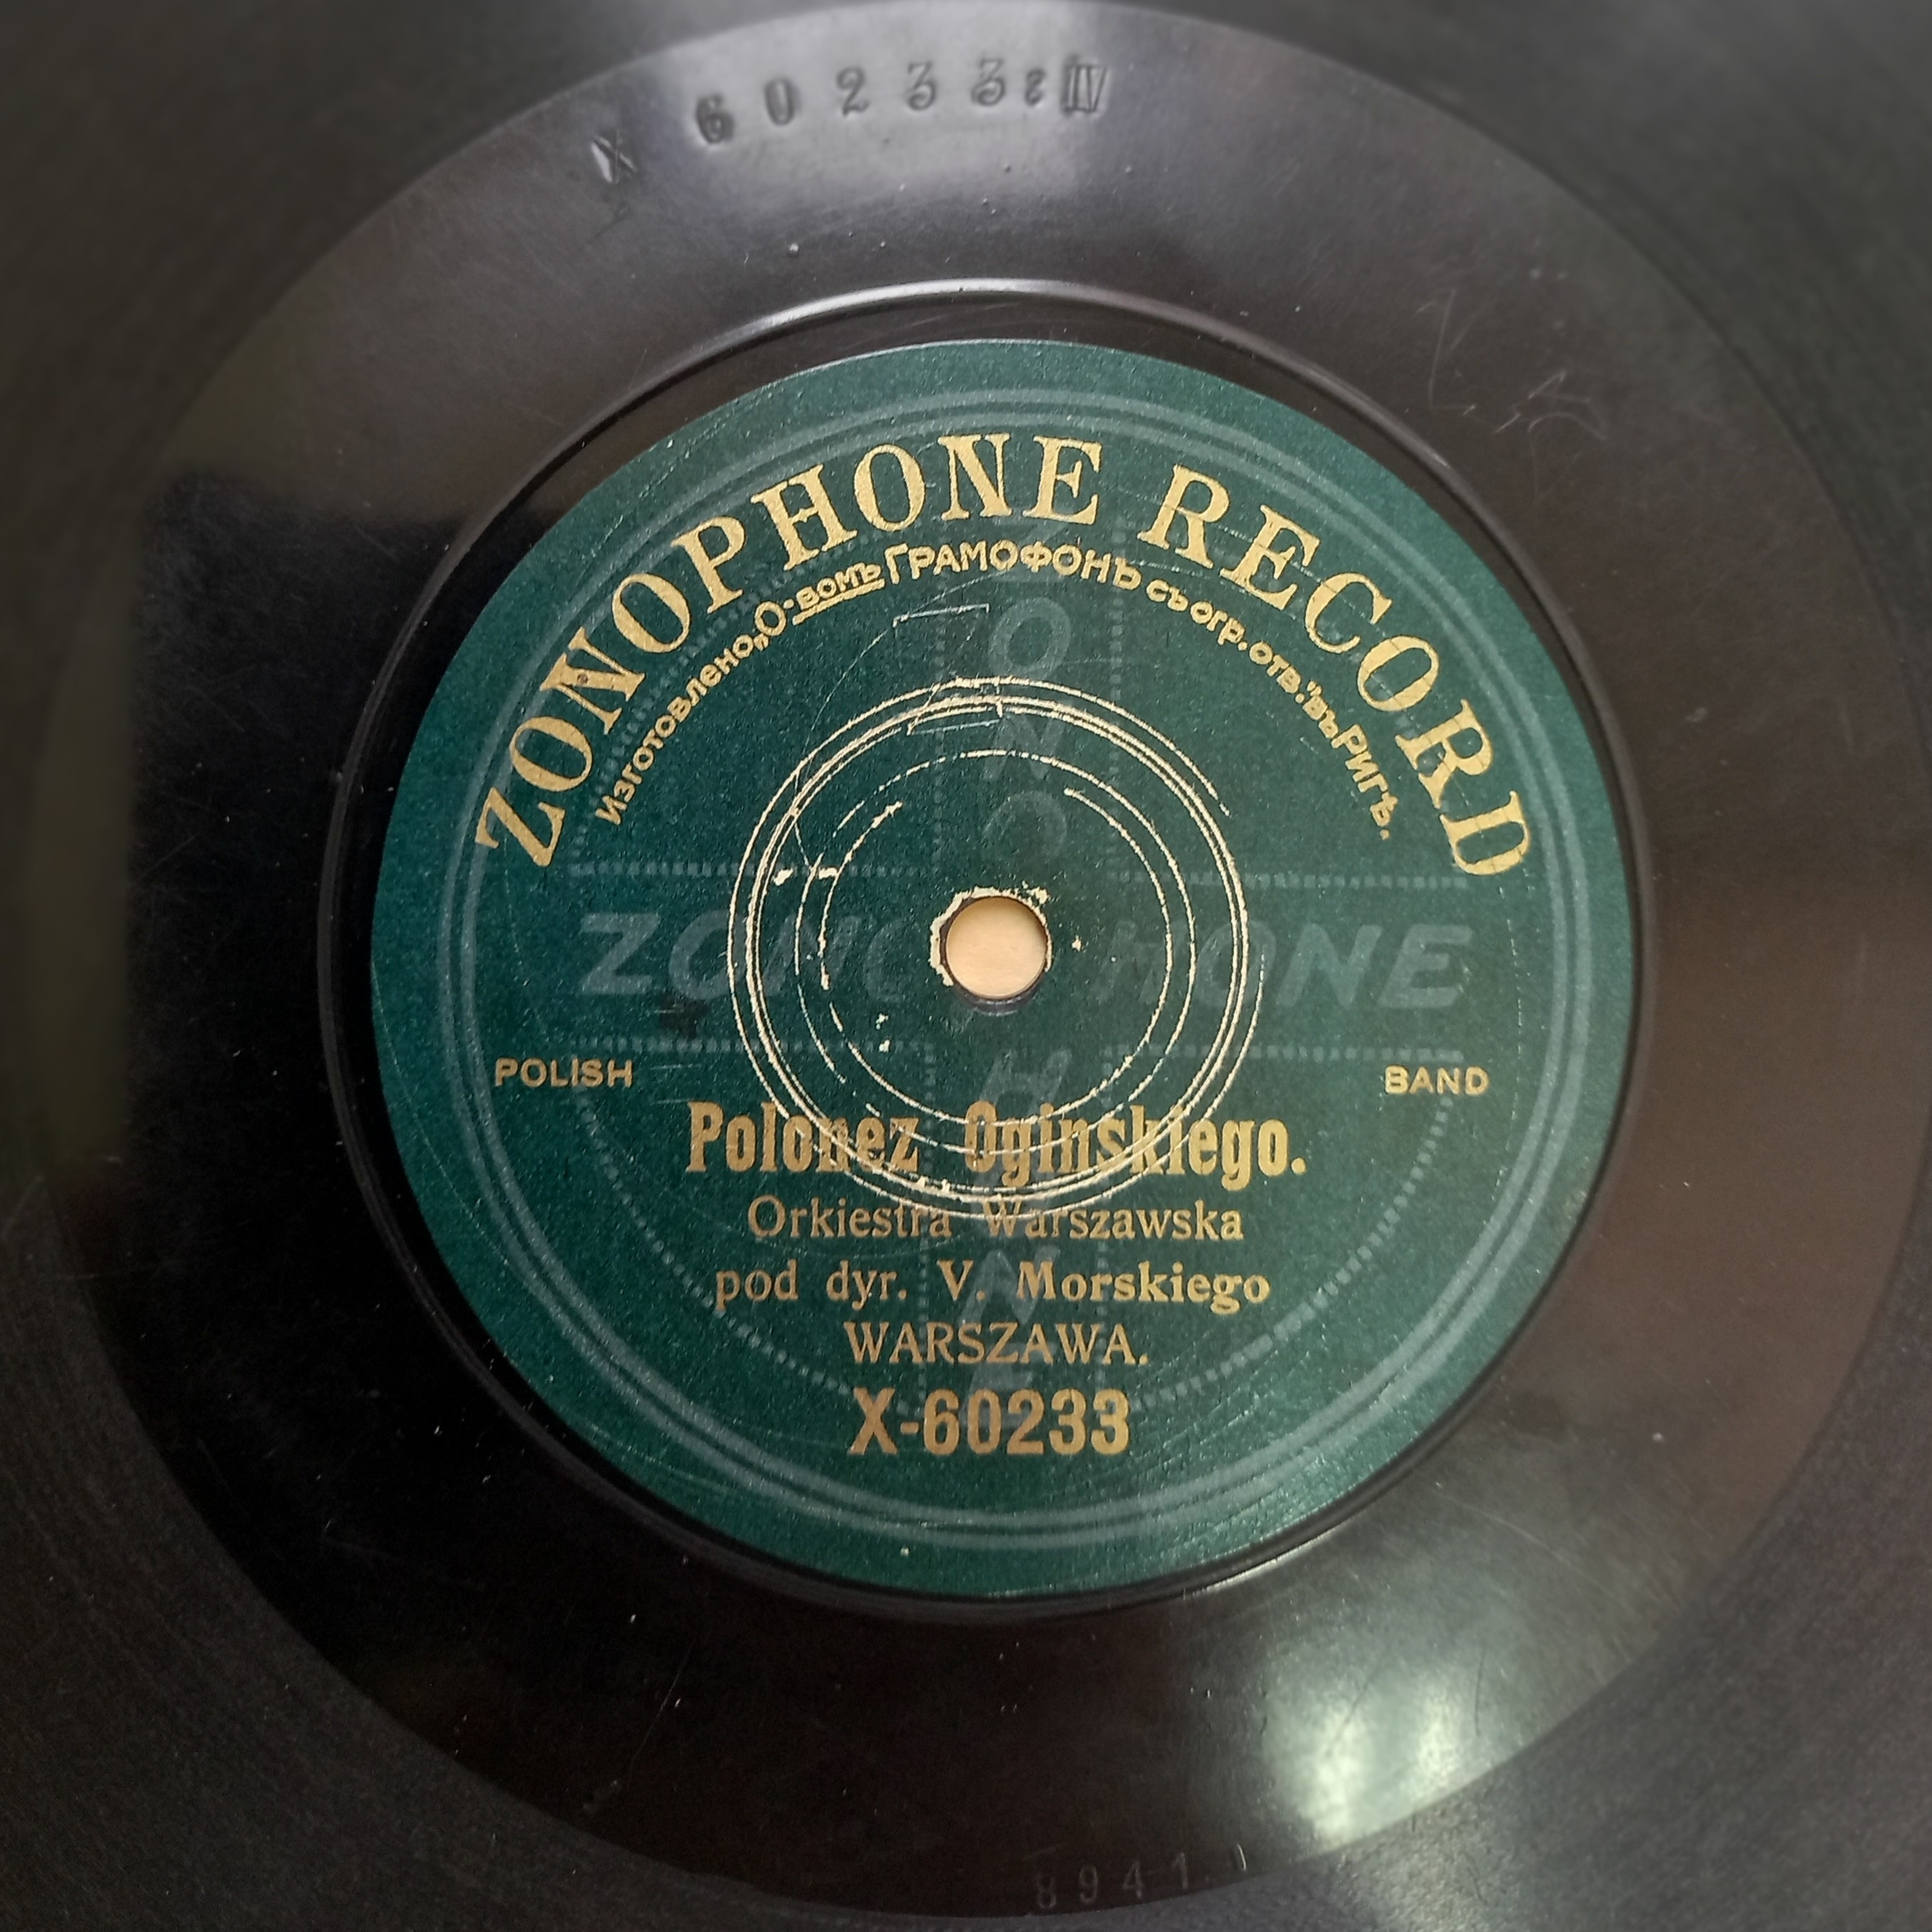 X 60233: IV
ZONOPHONE RECORD
Изготовлено „О-вомъ ГРАМОФОНЪ съ огр. отв." въ РИГѢ.
ZONOPHONE
POLISH BAND
Polonez Oginskiego.
Orkiestra Warszawska
pod dyr. V. Morskiego
WARSZAWA.
X-60233
8941